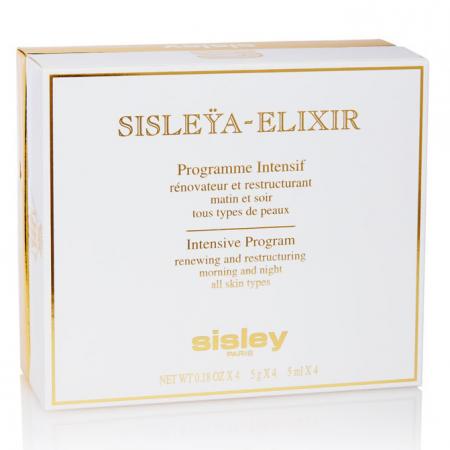 sisley
SISLEŸA-ELIXIR
Programme Intensif
rénovateur et restructurant
matin et soir
tous types de peaux
Intensive Program
renewing and restructuring
morning and night
all skin types
sisley
PARIS
NET WT 0.18 OZ X 4 5 g X 4 5 ml X 4